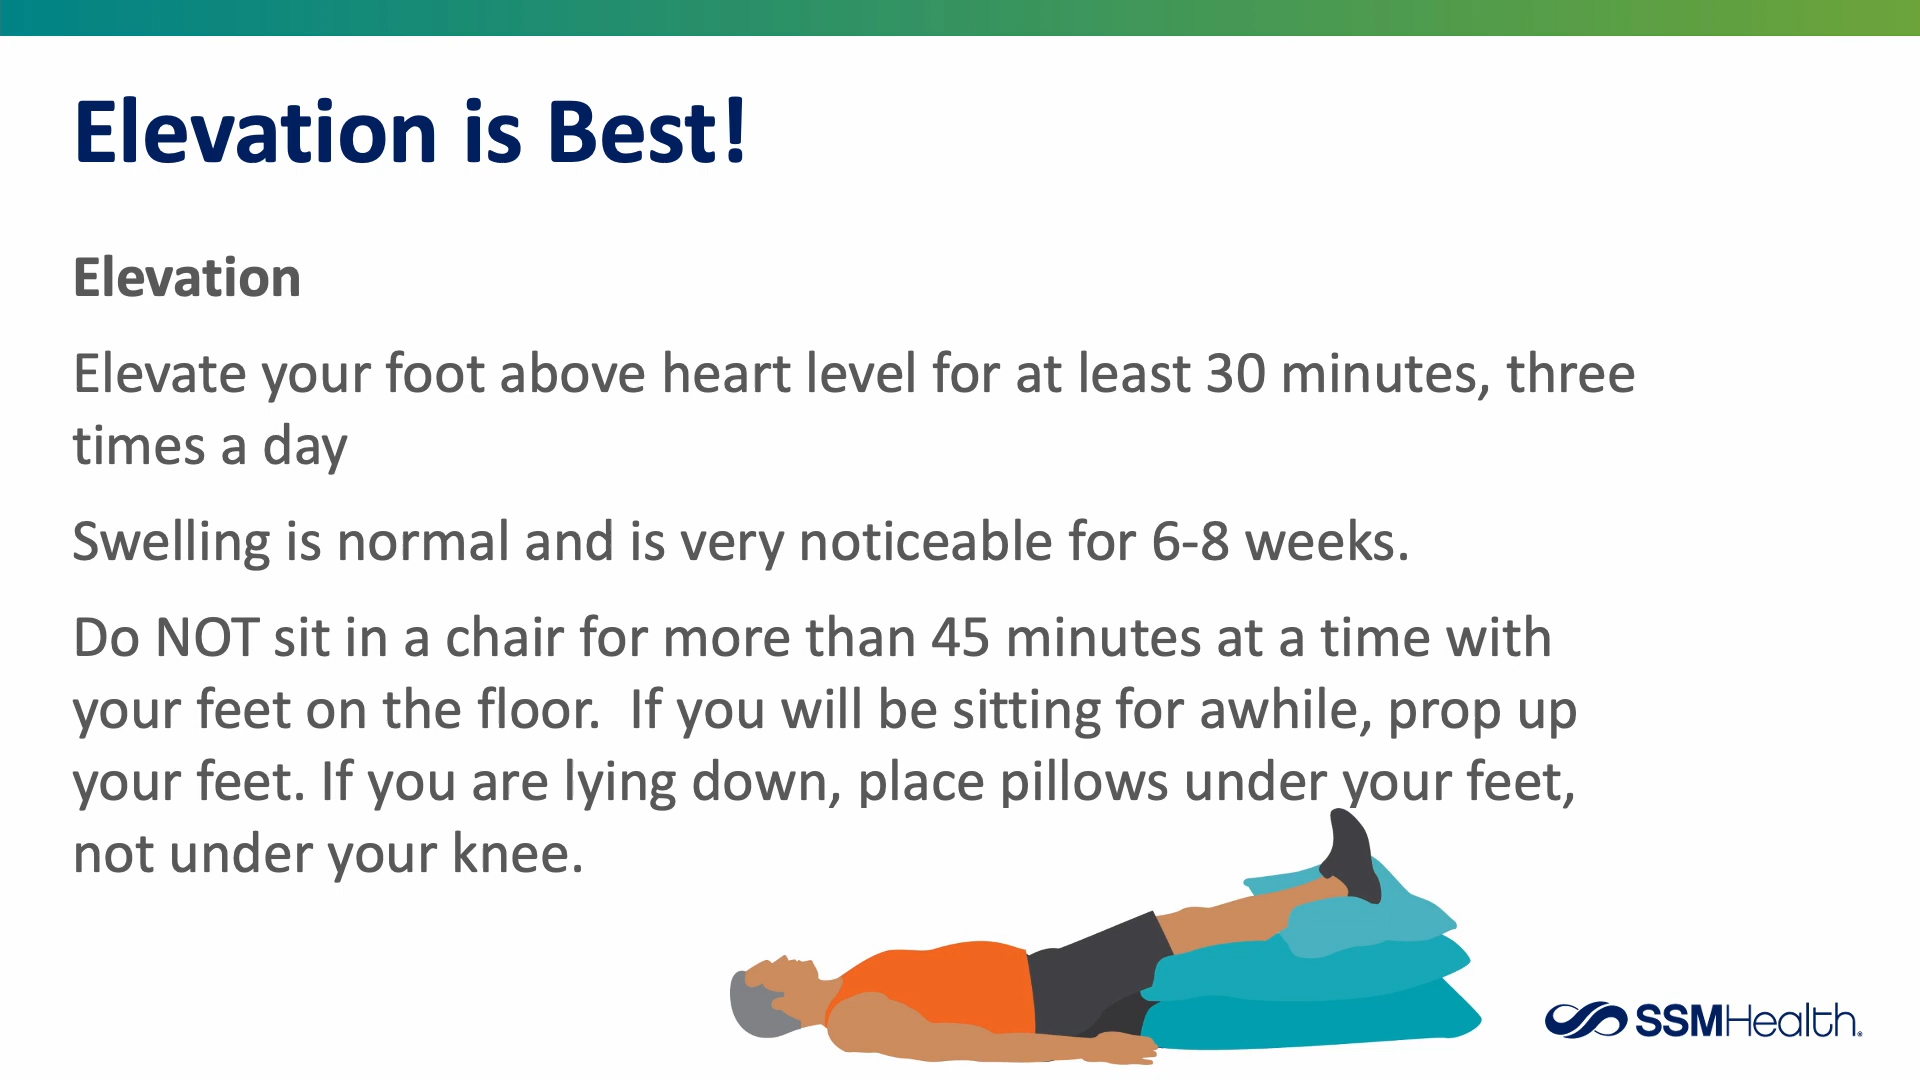 Elevation is Best!
Elevation
Elevate your foot above heart level for at least 30 minutes, three
times a day
Swelling is normal and is very noticeable for 6-8 weeks.
Do NOT sit in a chair for more than 45 minutes at a time with
your feet on the floor.  If you will be sitting for awhile, prop up
your feet. If you are lying down, place pillows under your feet,
not under your knee.
SSMHealth.